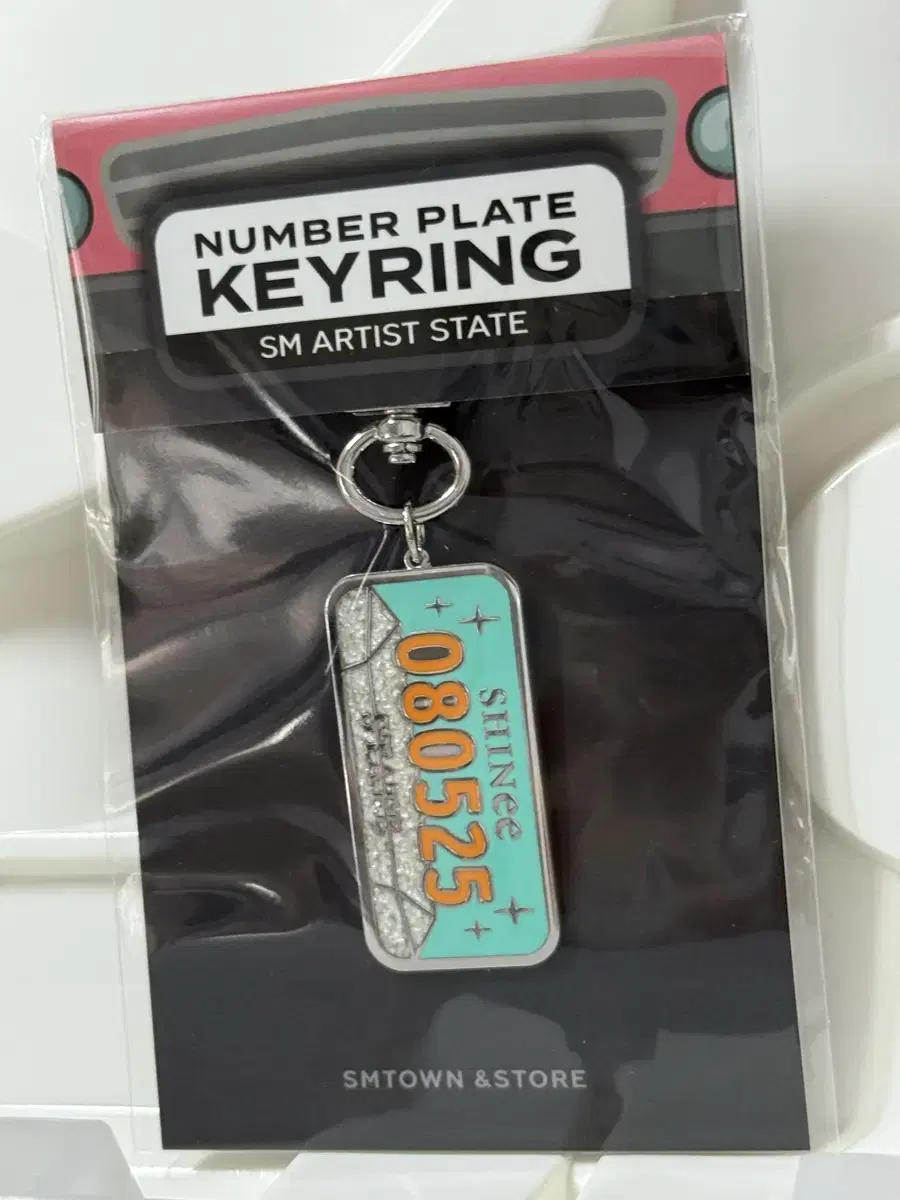 NUMBER PLATE
KEYRING
SM ARTIST STATE
SHINee
080525
SMTOWN &STORE